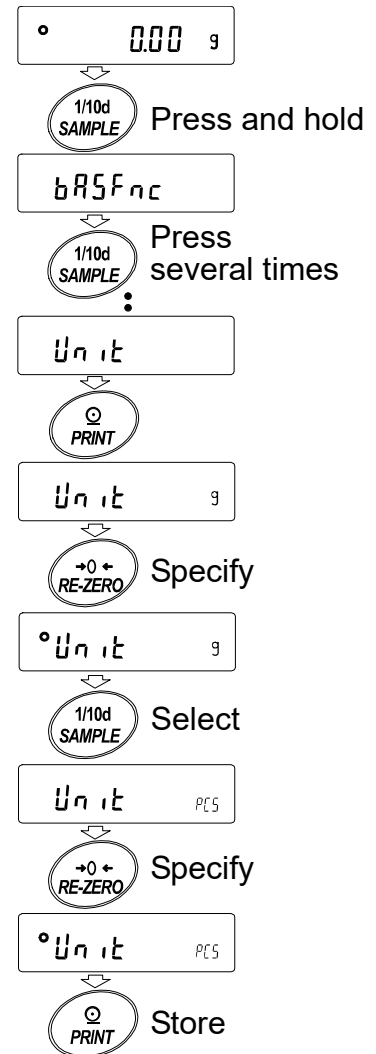 0.00 g
1/10d
SAMPLE
Press and hold
bASFnc
1/10d
SAMPLE
Press
several times
Unit
PRINT
Unit g
→0←
RE-ZERO
Specify
Unit g
1/10d
SAMPLE
Select
Unit PCS
→0←
RE-ZERO
Specify
Unit PCS
PRINT
Store